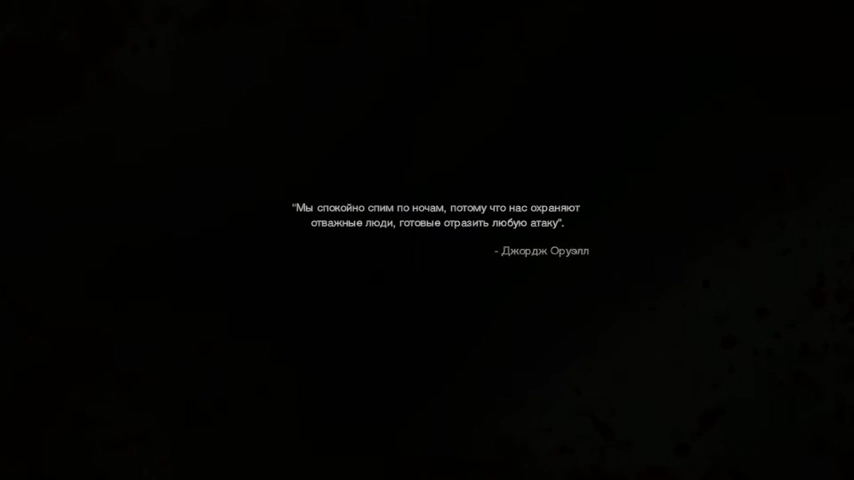 "Мы спокойно спим по ночам, потому что нас охраняют
отважные люди, готовые отразить любую атаку".
- Джордж Оруэлл